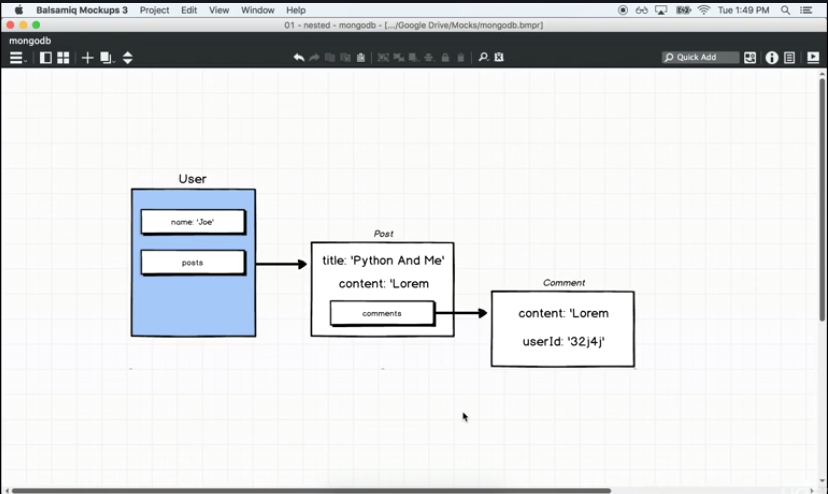 Balsamiq Mockups 3 Project Edit View Window Help Tue 1:49 PM
01 - nested - mongodb - [.../Google Drive/Mocks/mongodb.bmpr]
mongodb
Quick Add
User
name: 'Joe'
posts
Post
title: 'Python And Me'
content: 'Lorem
comments
Comment
content: 'Lorem
userId: '32j4j'